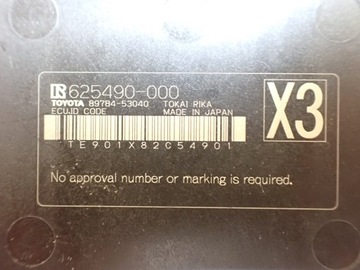 625490-000
X3
TOYOTA 89784-53040 TOKAI RIKA
ECUJD CODE MADE IN JAPAN
TE901X82C54901
No approval number or marking is required.